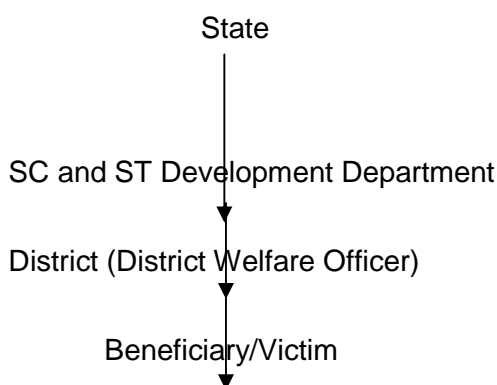 State
SC and ST Development Department
District (District Welfare Officer)
Beneficiary/Victim